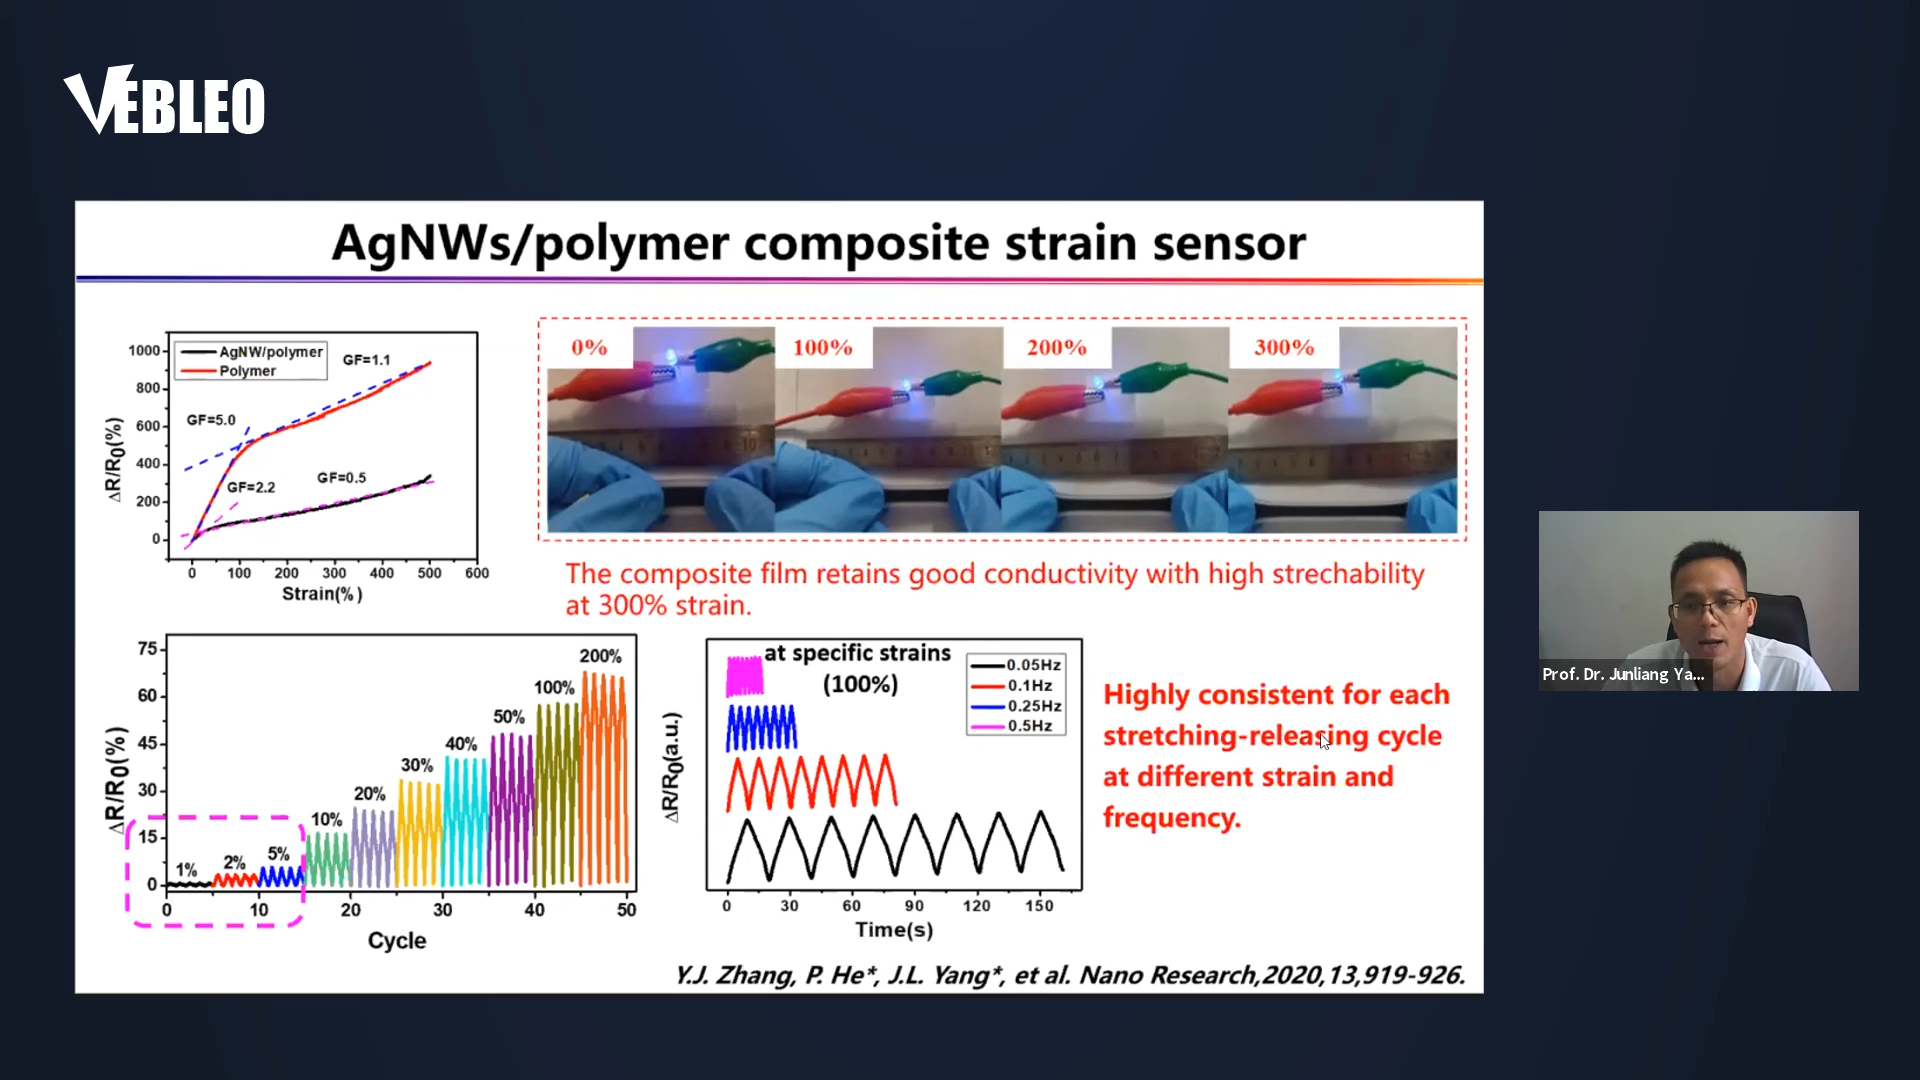 VEBLEO
AgNWs/polymer composite strain sensor
AgNW/polymer
Polymer
GF=1.1
GF=5.0
GF=2.2
GF=0.5
ΔR/R0(%)
1000
800
600
400
200
0
0 100 200 300 400 500 600
Strain(%)
0% 100% 200% 300%
The composite film retains good conductivity with high strechability
at 300% strain.
ΔR/R0(%)
75
60
45
30
15
0
1% 2% 5% 10% 20% 30% 40% 50% 100% 200%
0 10 20 30 40 50
Cycle
at specific strains
(100%)
0.05Hz
0.1Hz
0.25Hz
0.5Hz
ΔR/R0(a.u.)
0 30 60 90 120 150
Time(s)
Highly consistent for each
stretching-releasing cycle
at different strain and
frequency.
Y.J. Zhang, P. He*, J.L. Yang*, et al. Nano Research,2020,13,919-926.
Prof. Dr. Junliang Ya...